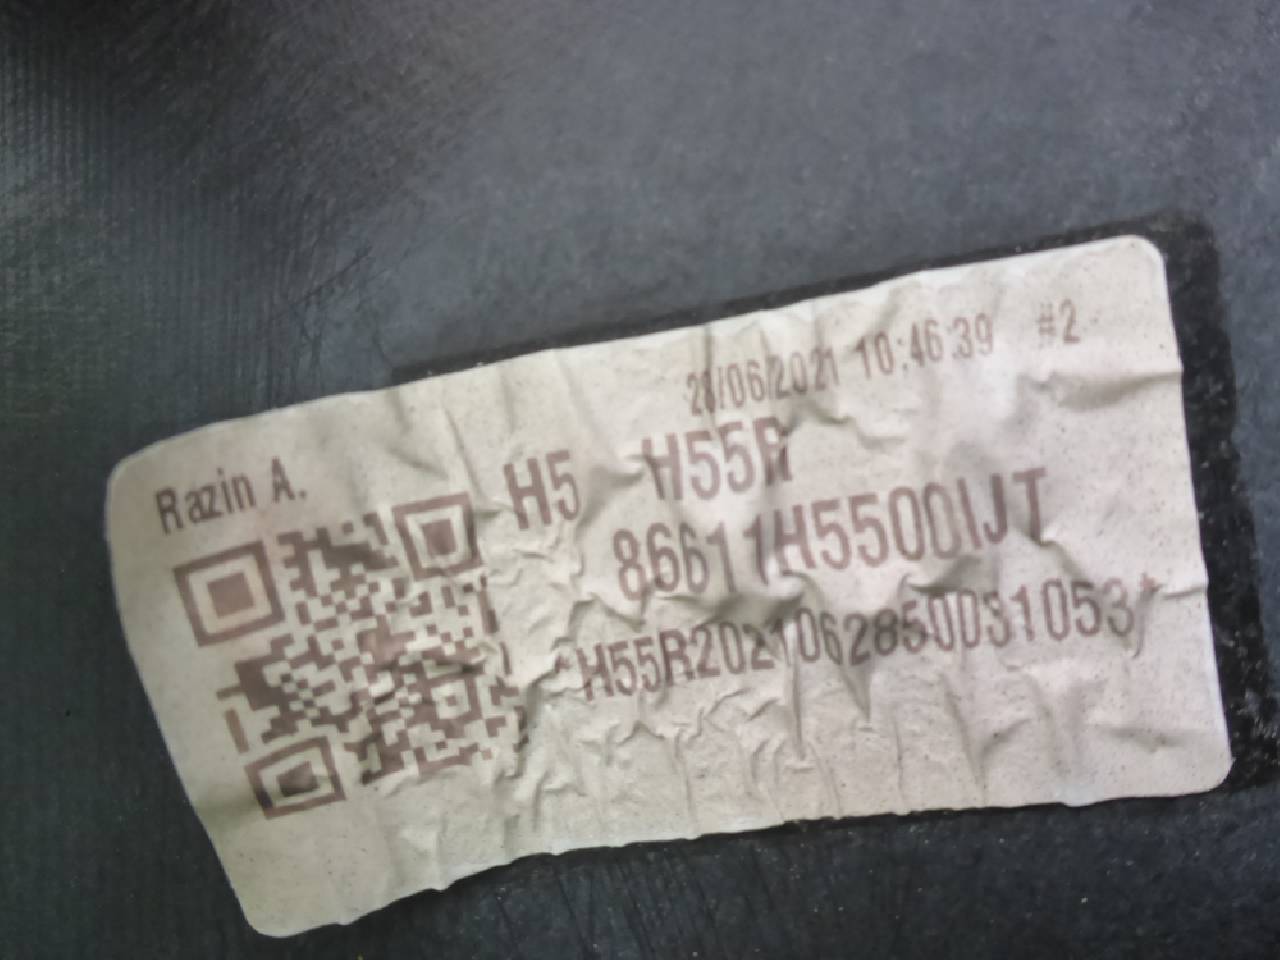 28/06/2021 10:46:39 #2
Razin A.
H5 H55R
86611H5500IJT
*H55R2021062850D31053*